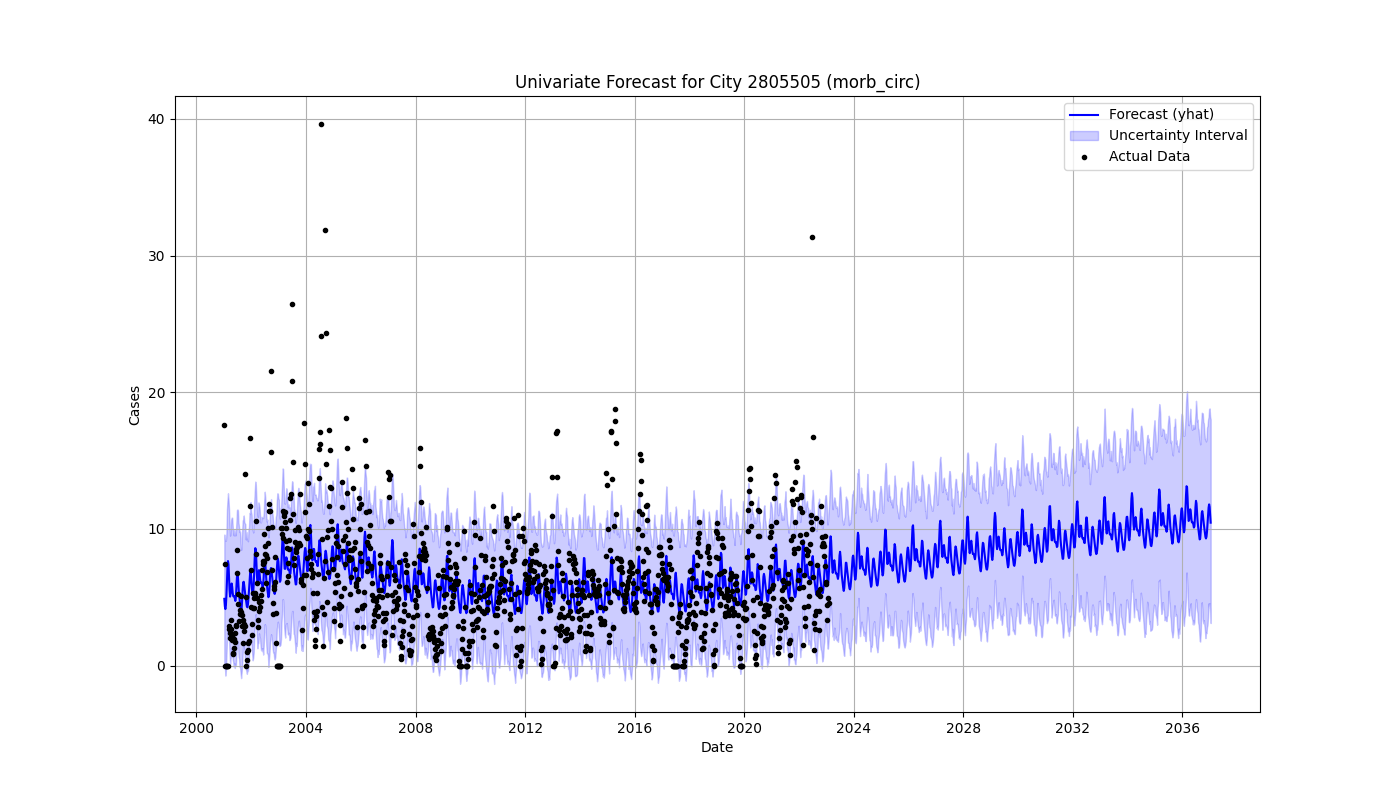 Univariate Forecast for City 2805505 (morb_circ)
Forecast (yhat)
Uncertainty Interval
Actual Data
Cases
40
30
20
10
0
2000 2004 2008 2012 2016 2020 2024 2028 2032 2036
Date